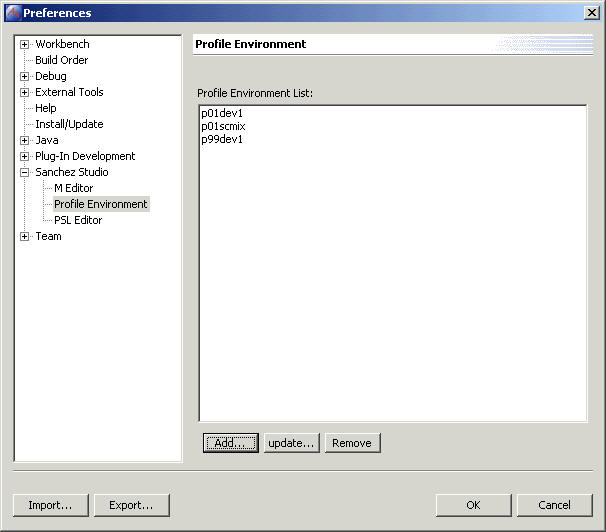 Preferences
Workbench
Build Order
Debug
External Tools
Help
Install/Update
Java
Plug-In Development
Sanchez Studio
M Editor
Profile Environment
PSL Editor
Team
Profile Environment
Profile Environment List:
p01dev1
p01scmix
p99dev1
Add... update... Remove
Import... Export... OK Cancel